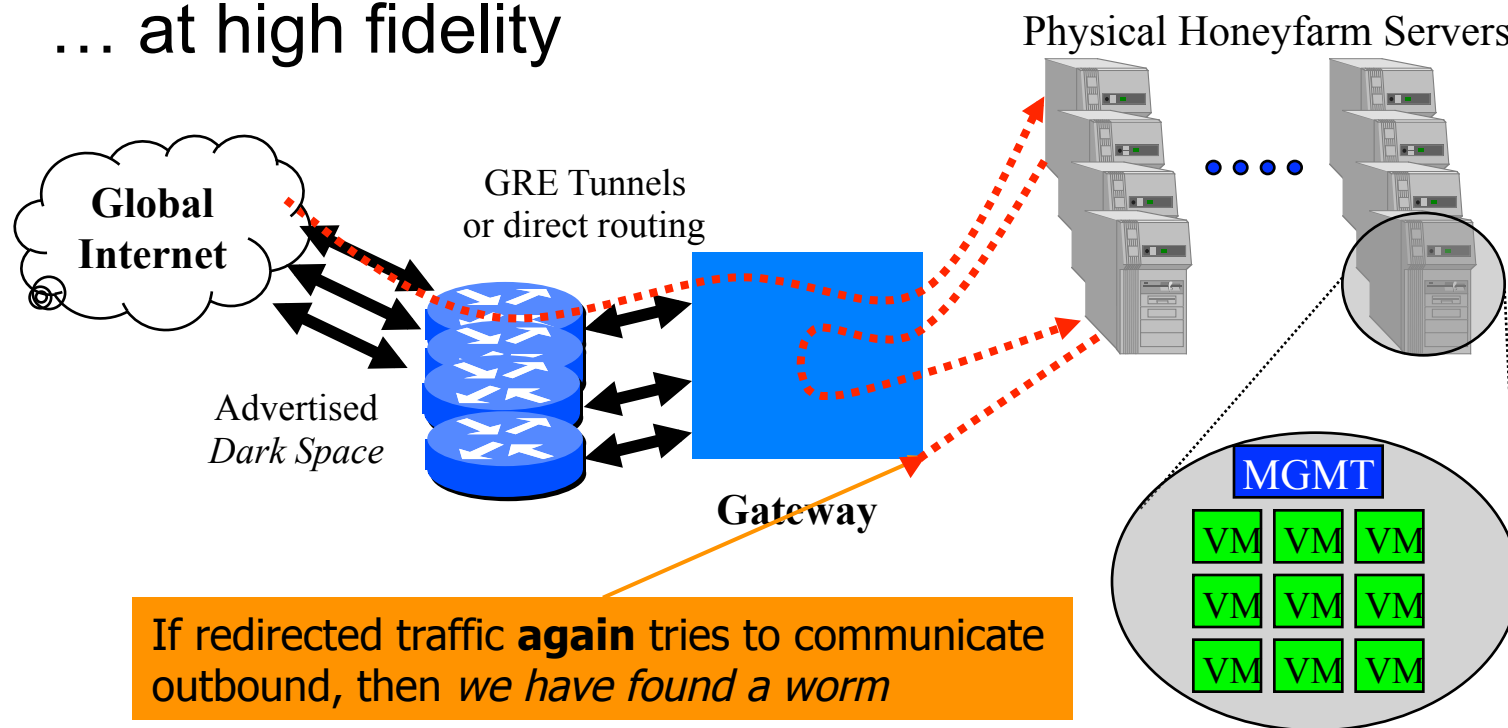 … at high fidelity
Physical Honeyfarm Servers
Global
Internet
GRE Tunnels
or direct routing
Advertised
Dark Space
Gateway
MGMT
VM VM VM
VM VM VM
VM VM VM
If redirected traffic again tries to communicate
outbound, then we have found a worm